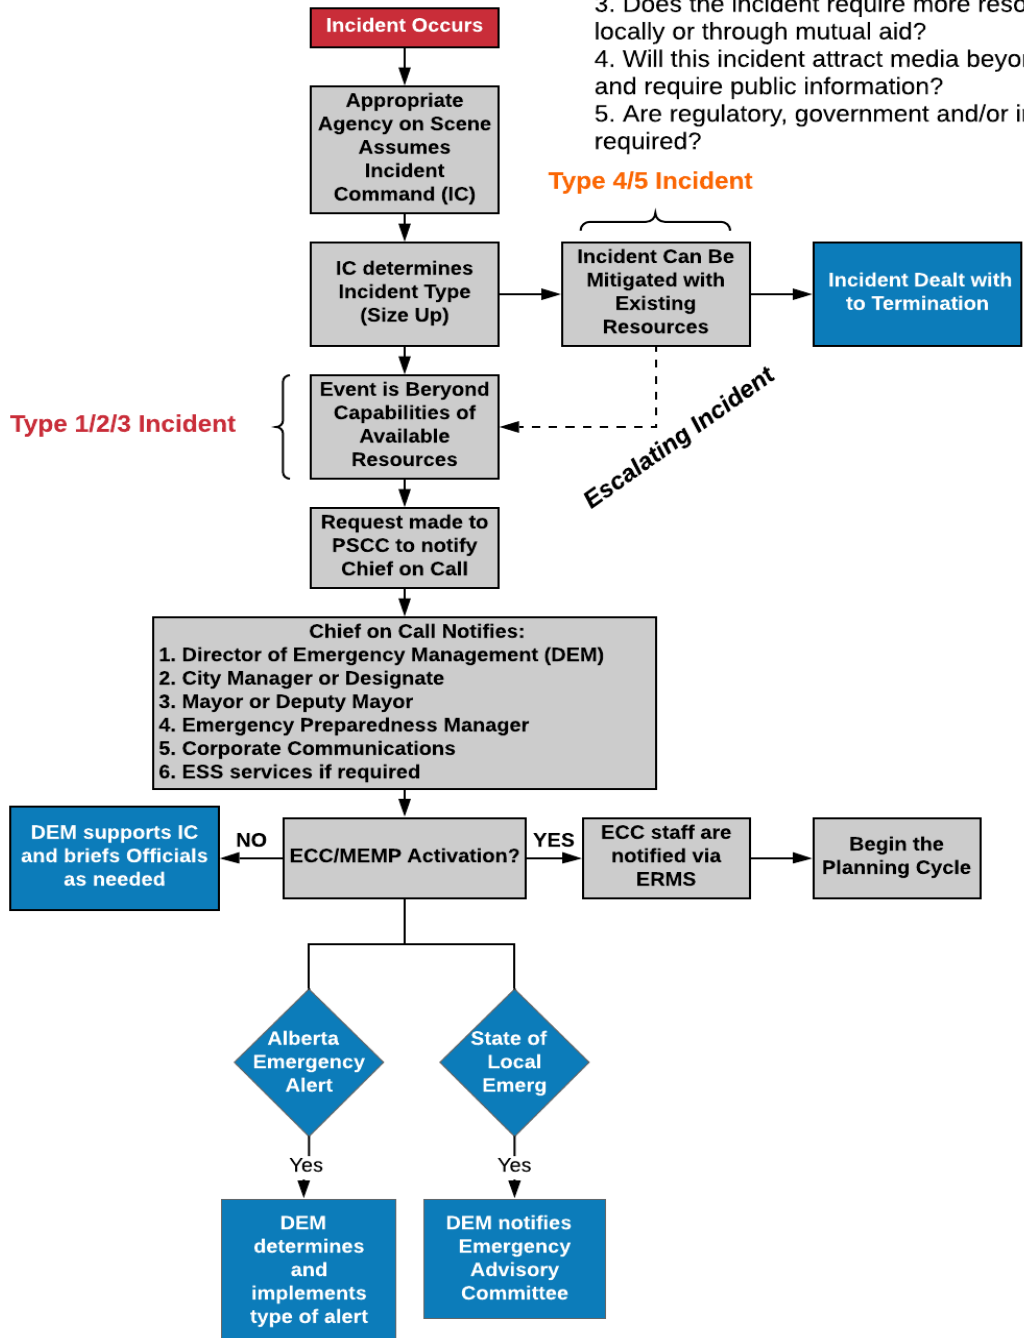 Incident Occurs
3. Does the incident require more
locally or through mutual aid?
4. Will this incident attract media
and require public information?
5. Are regulatory, government and/or
required?
Appropriate
Agency on Scene
Assumes
Incident
Command (IC)
Type 4/5 Incident
IC determines
Incident Type
(Size Up)
Incident Can Be
Mitigated with
Existing
Resources
Incident Dealt with
to Termination
Type 1/2/3 Incident
Event is Beryond
Capabilities of
Available
Resources
Escalating Incident
Request made to
PSCC to notify
Chief on Call
Chief on Call Notifies:
1. Director of Emergency Management (DEM)
2. City Manager or Designate
3. Mayor or Deputy Mayor
4. Emergency Preparedness Manager
5. Corporate Communications
6. ESS services if required
DEM supports IC
and briefs Officials
as needed
NO
ECC/MEMP Activation?
YES
ECC staff are
notified via
ERMS
Begin the
Planning Cycle
Alberta
Emergency
Alert
State of
Local
Emerg
Yes
Yes
DEM
determines
and
implements
type of alert
DEM notifies
Emergency
Advisory
Committee